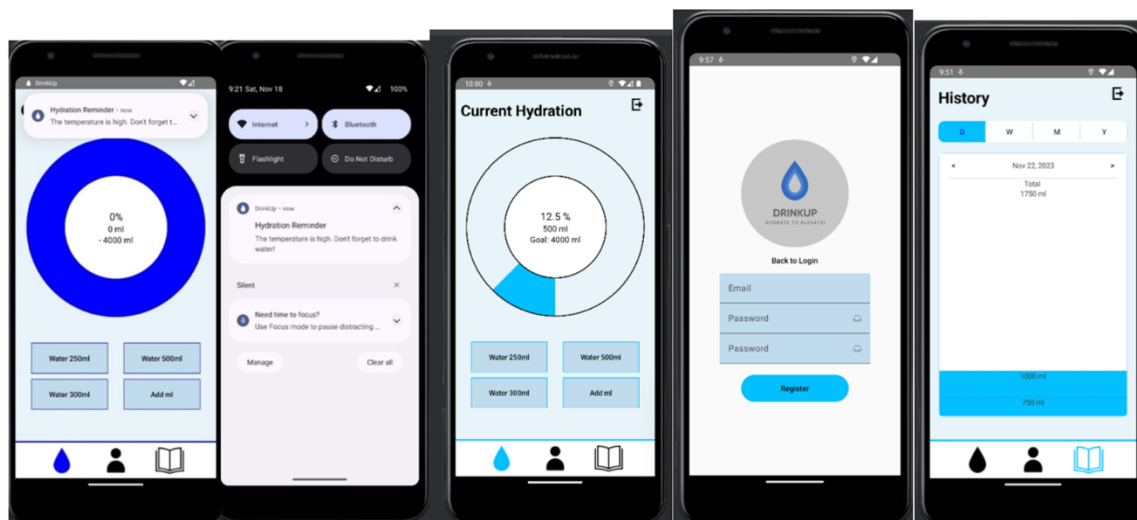 DrinkUp
Hydration Reminder • now
The temperature is high. Don't forget t...
0%
0 ml
- 4000 ml
Water 250ml
Water 500ml
Water 300ml
Add ml
9:21 Sat, Nov 18
100%
Internet
Bluetooth
Flashlight
Do Not Disturb
DrinkUp • now
Hydration Reminder
The temperature is high. Don't forget to drink
water!
Silent
Need time to focus?
Use Focus mode to pause distracting ...
Manage
Clear all
10:00
Current Hydration
12.5 %
500 ml
Goal: 4000 ml
Water 250ml
Water 500ml
Water 300ml
Add ml
9:57
DRINKUP
HYDRATE TO ELEVATE!
Back to Login
Email
Password
Password
Register
9:51
History
D
W
M
Y
<
Nov 22, 2023
>
Total
1750 ml
1000 ml
750 ml